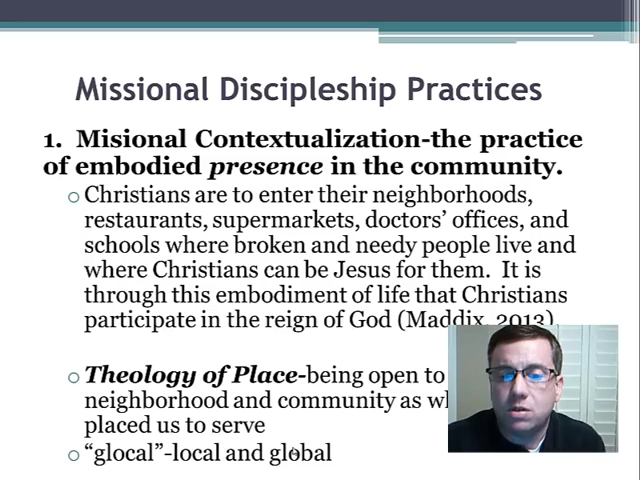 Missional Discipleship Practices
1. Misional Contextualization-the practice
of embodied presence in the community.
Christians are to enter their neighborhoods,
restaurants, supermarkets, doctors’ offices, and
schools where broken and needy people live and
where Christians can be Jesus for them. It is
through this embodiment of life that Christians
participate in the reign of God (Maddix, 2013)
Theology of Place-being open to
neighborhood and community as
placed us to serve
“glocal”-local and global